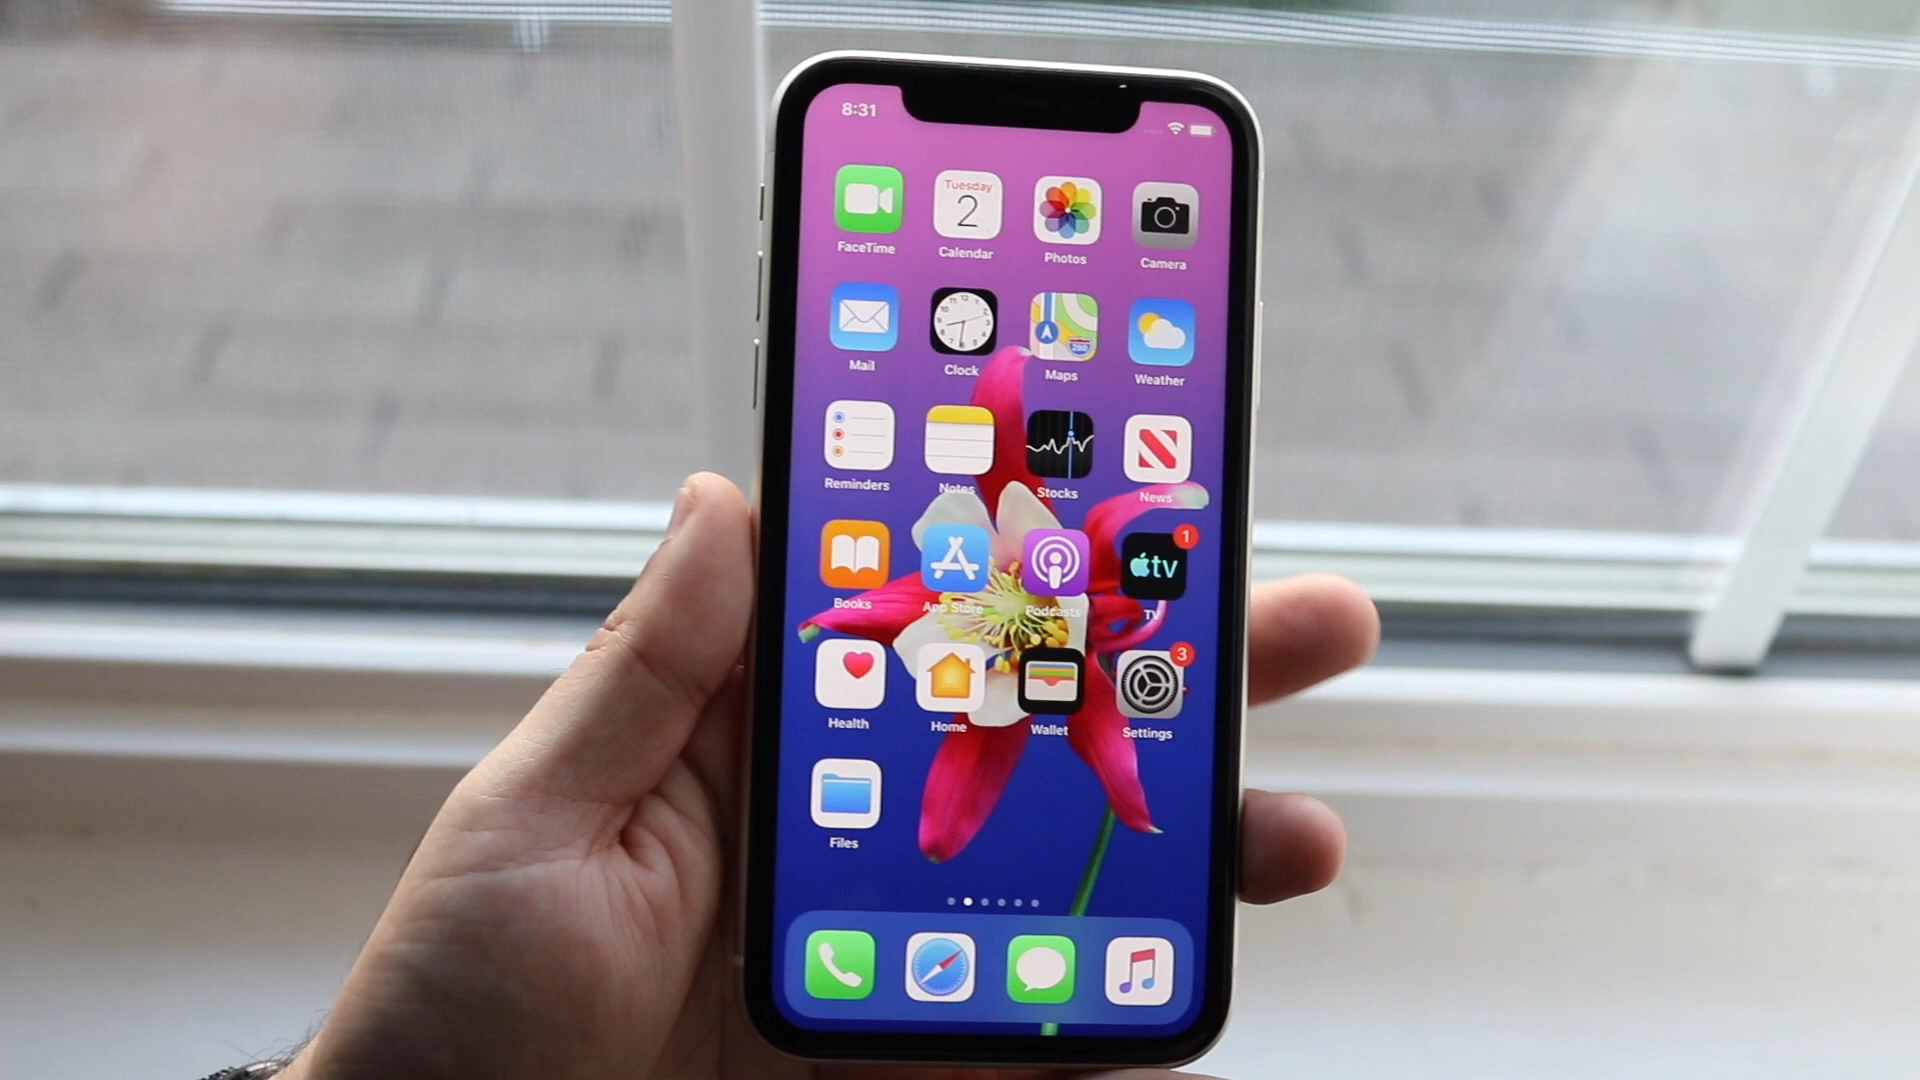 8:31
Tuesday
2
FaceTime Calendar Photos Camera
280
Mail Clock Maps Weather
Reminders Notes Stocks News
1
tv
Books App Store Podcasts TV
3
Health Home Wallet Settings
Files